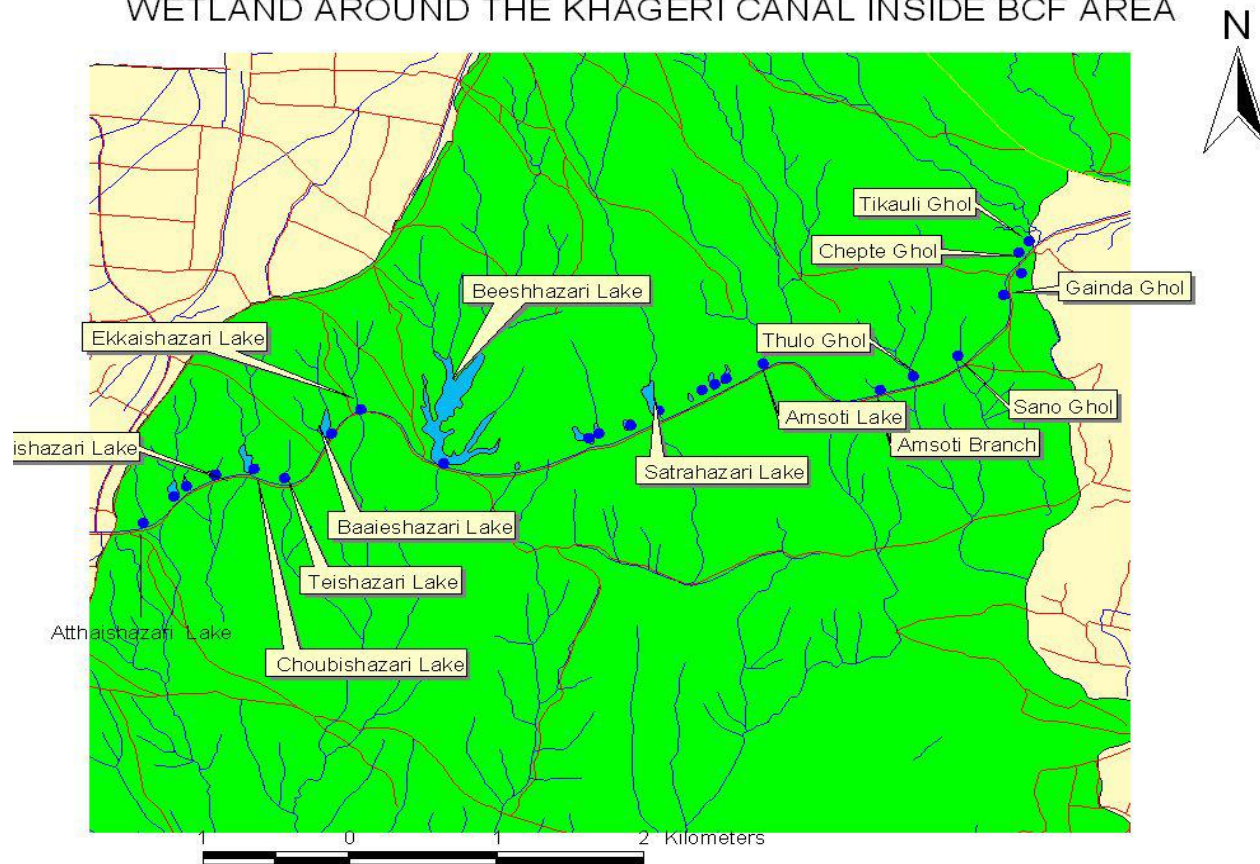 WETLAND AROUND THE KHAGERI CANAL INSIDE BCF AREA
N
Tikauli Ghol
Chepte Ghol
Gainda Ghol
Beeshhazari Lake
Ekkaishazari Lake
Thulo Ghol
Sano Ghol
Amsoti Lake
Amsoti Branch
ishazari Lake
Satrahazari Lake
Baaieshazari Lake
Teishazari Lake
Atthaishazari Lake
Choubishazari Lake
1 0 1 2 Kilometers